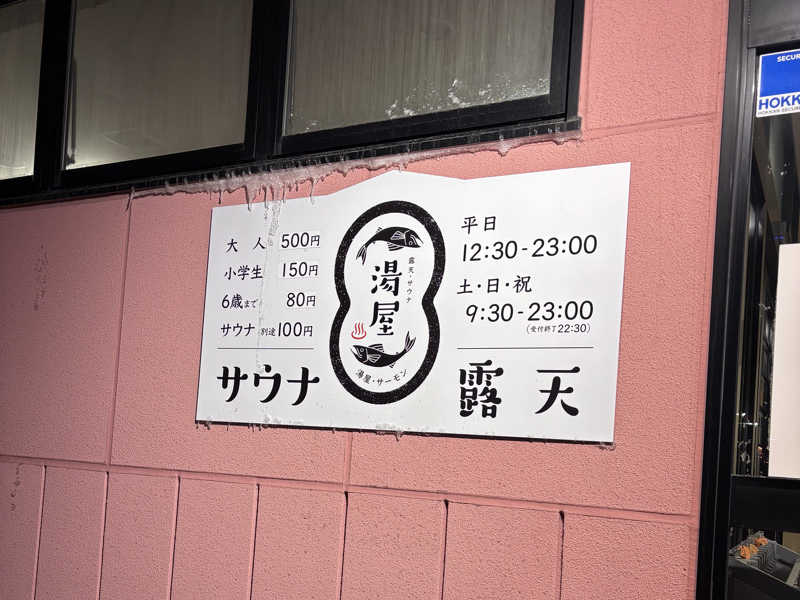 大人 500円
小学生 150円
6歳まで 80円
サウナ 別途100円
サウナ
露天・サウナ
湯屋
湯屋・サーモン
平日
12:30-23:00
土・日・祝
9:30-23:00
(受付終了22:30)
露天
SECUR
HOKK
HOKKAN SECUR